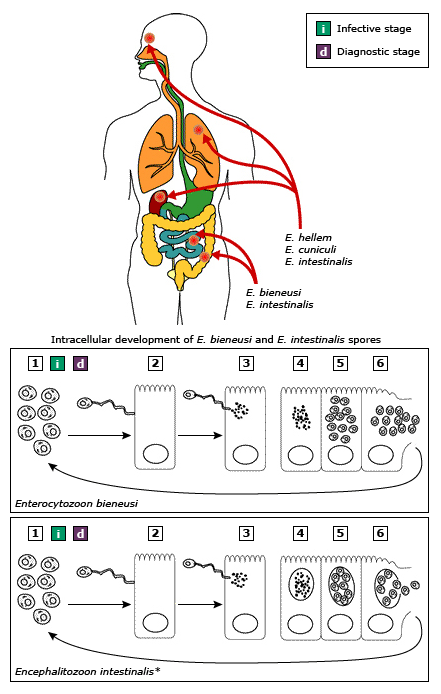 i Infective stage
d Diagnostic stage
E. hellem
E. cuniculi
E. intestinalis
E. bieneusi
E. intestinalis
Intracellular development of E. bieneusi and E. intestinalis spores
1 i d 2 3 4 5 6
Enterocytozoon bieneusi
1 i d 2 3 4 5 6
Encephalitozoon intestinalis*